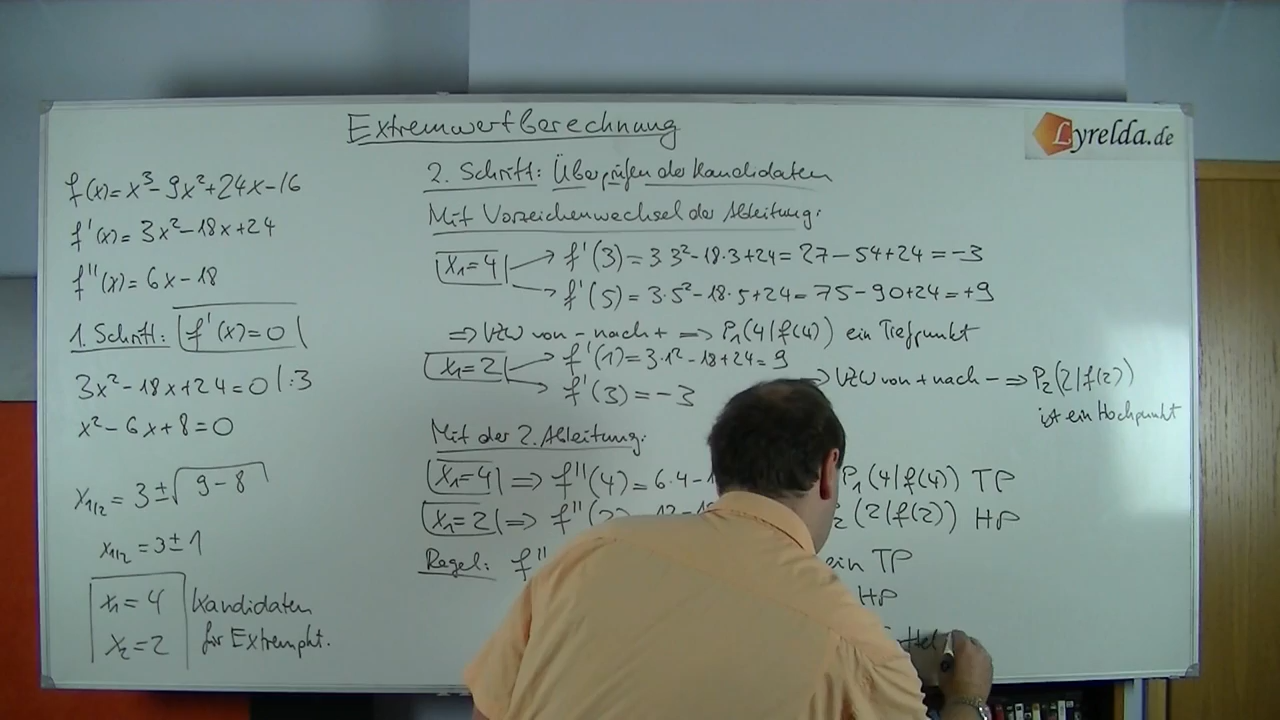 Extremwertberechnung
Lyrelda.de
f(x)=x³-9x²+24x-16
f'(x)=3x²-18x+24
f''(x)=6x-18
1. Schritt: f'(x)=0
3x²-18x+24=0 |:3
x²-6x+8=0
x₁/₂=3±√9-8
x₁/₂=3±1
x₁=4 Kandidaten
x₂=2 für Extrempkt.
2. Schritt: Überprüfen der Kandidaten
Mit Vorzeichenwechsel der Ableitung:
x₁=4 → f'(3)=3·3²-18·3+24=27-54+24=-3
→ f'(5)=3·5²-18·5+24=75-90+24=+9
⇒ VZW von - nach + ⇒ P₁(4|f(4)) ein Tiefpunkt
x₁=2 → f'(1)=3·1²-18+24=9
→ f'(3)=-3
⇒ VZW von + nach - ⇒ P₂(2|f(2))
ist ein Hochpunkt
Mit der 2. Ableitung:
x₁=4 ⇒ f''(4)=6·4- P₁(4|f(4)) TP
x₁=2 ⇒ f'' (2|f(2)) HP
Regel: f'' ein TP
HP